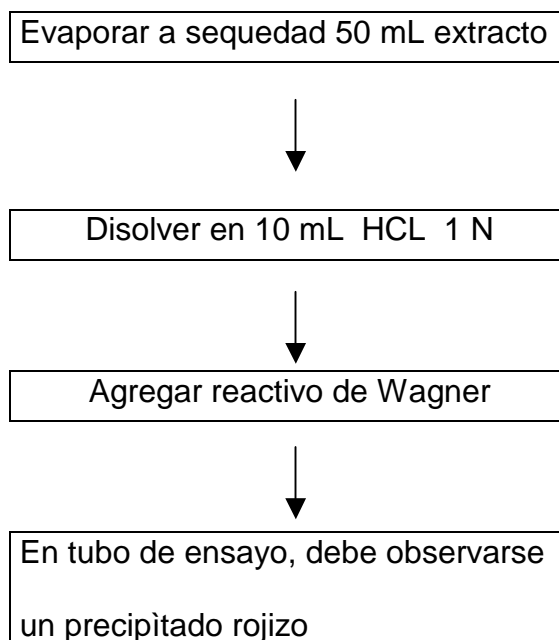 Evaporar a sequedad 50 mL extracto
Disolver en 10 mL HCL 1 N
Agregar reactivo de Wagner
En tubo de ensayo, debe observarse
un precipìtado rojizo